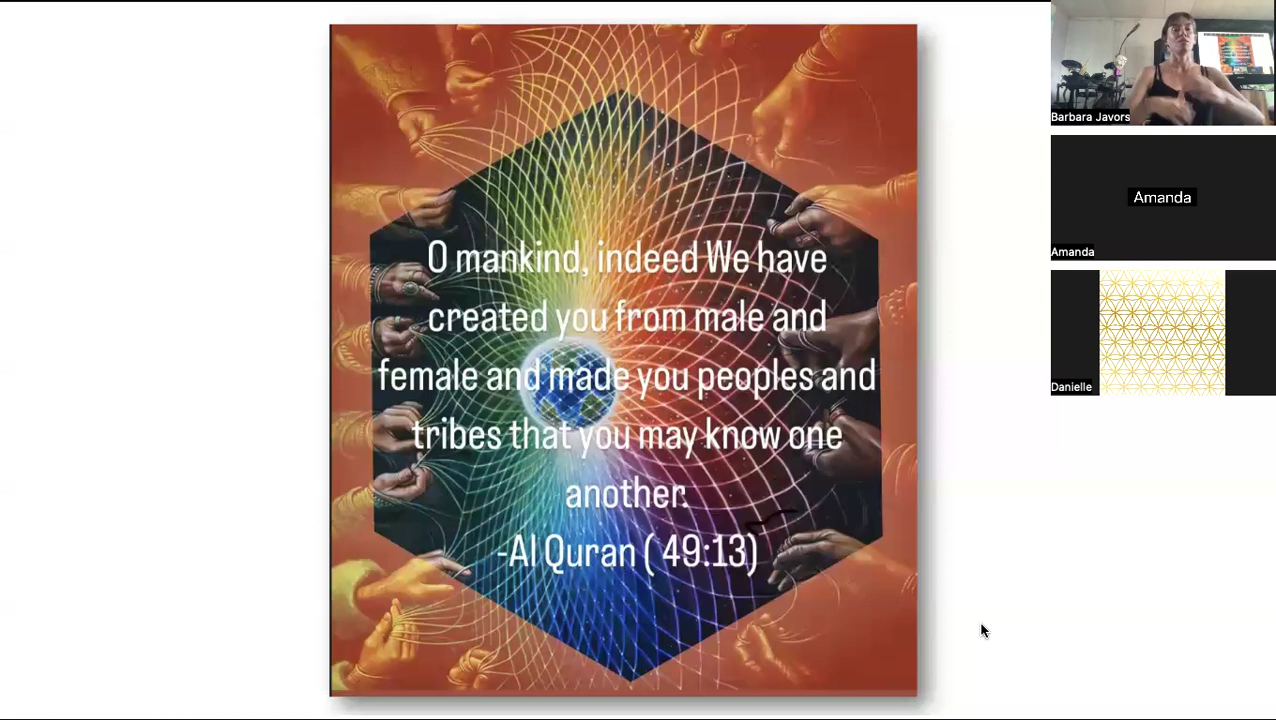 O mankind, indeed We have
created you from male and
female and made you peoples and
tribes that you may know one
another.
-Al Quran ( 49:13)
Barbara Javors
Amanda
Amanda
Danielle